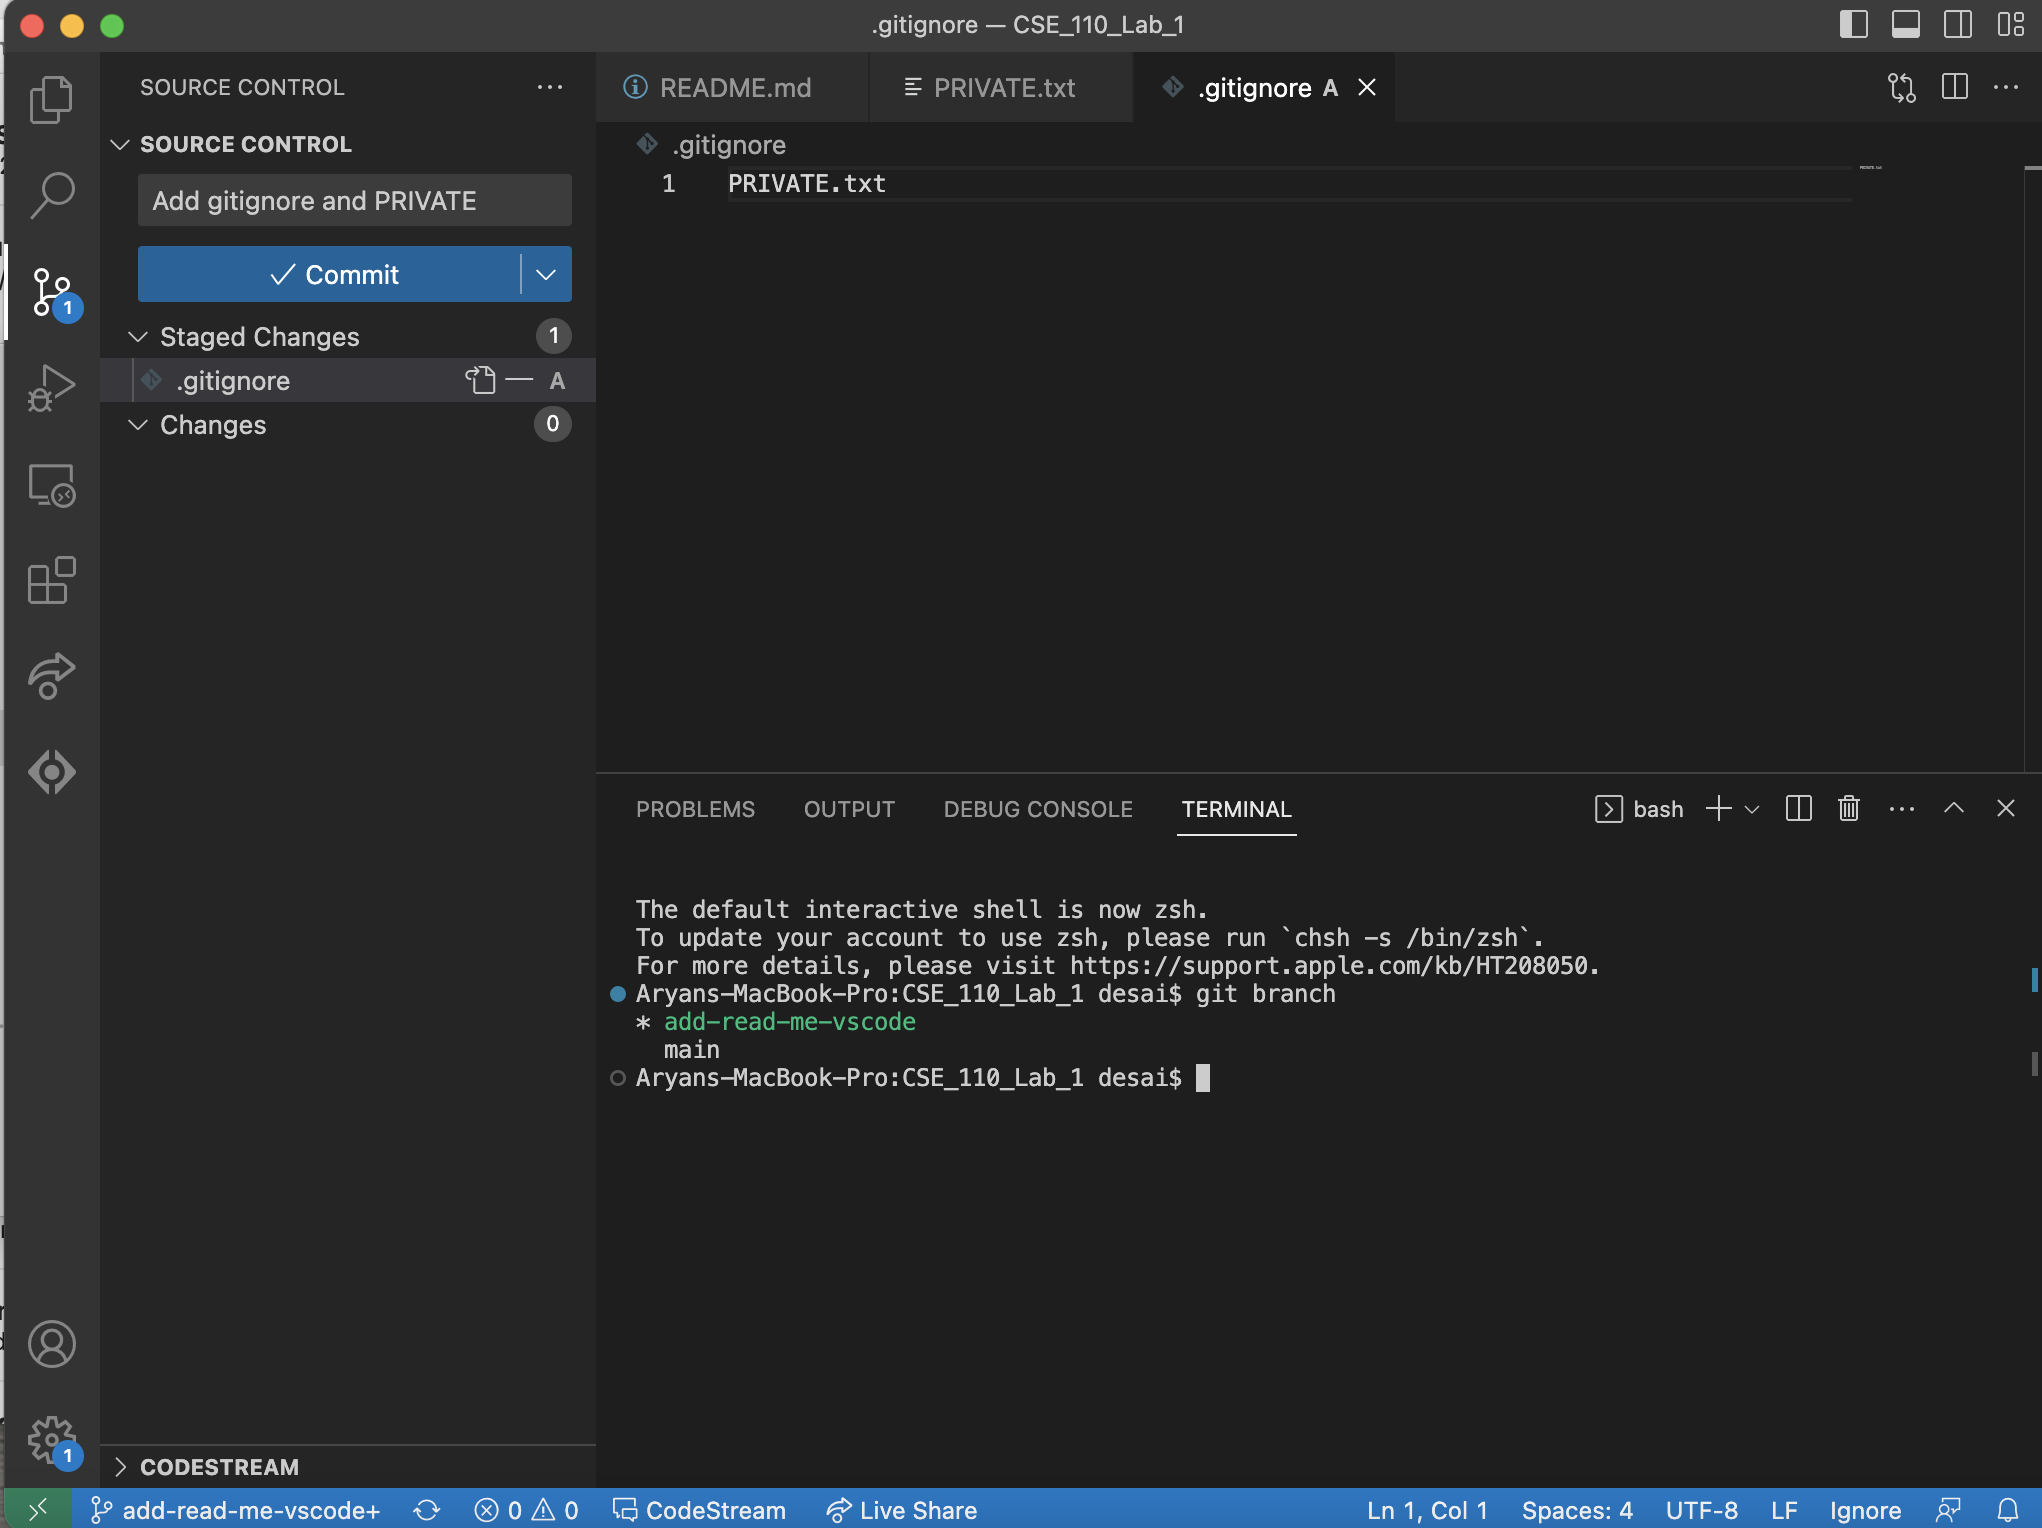 .gitignore — CSE_110_Lab_1
SOURCE CONTROL
README.md
PRIVATE.txt
.gitignore A
SOURCE CONTROL
Add gitignore and PRIVATE
Commit
1
Staged Changes 1
.gitignore A
Changes 0
.gitignore
1 PRIVATE.txt
PROBLEMS OUTPUT DEBUG CONSOLE TERMINAL
bash
The default interactive shell is now zsh.
To update your account to use zsh, please run `chsh -s /bin/zsh`.
For more details, please visit https://support.apple.com/kb/HT208050.
Aryans-MacBook-Pro:CSE_110_Lab_1 desai$ git branch
* add-read-me-vscode
main
Aryans-MacBook-Pro:CSE_110_Lab_1 desai$
1
CODESTREAM
add-read-me-vscode+ 0 0 CodeStream Live Share Ln 1, Col 1 Spaces: 4 UTF-8 LF Ignore